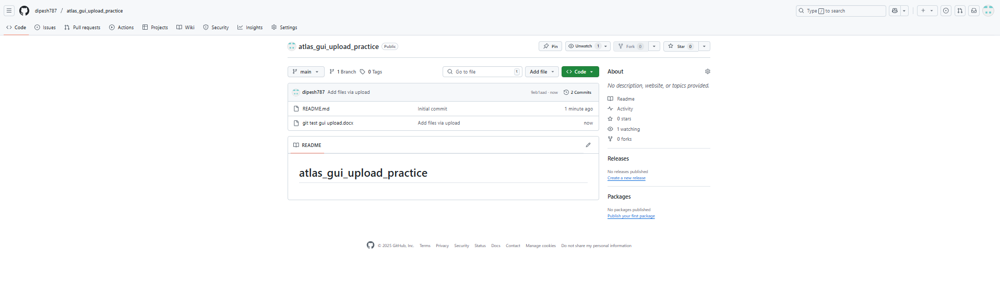 dipesh787 / atlas_gui_upload_practice
Type / to search
Code Issues Pull requests Actions Projects Wiki Security Insights Settings
atlas_gui_upload_practice Public
Pin Unwatch 1 Fork 0 Star 0
main 1 Branch 0 Tags Go to file t Add file Code
dipesh787 Add files via upload 9eb1aad · now 2 Commits
README.md Initial commit 1 minute ago
git test gui upload.docx Add files via upload now
README
atlas_gui_upload_practice
About
No description, website, or topics provided.
Readme
Activity
0 stars
1 watching
0 forks
Releases
No releases published
Create a new release
Packages
No packages published
Publish your first package
© 2025 GitHub, Inc. Terms Privacy Security Status Docs Contact Manage cookies Do not share my personal information